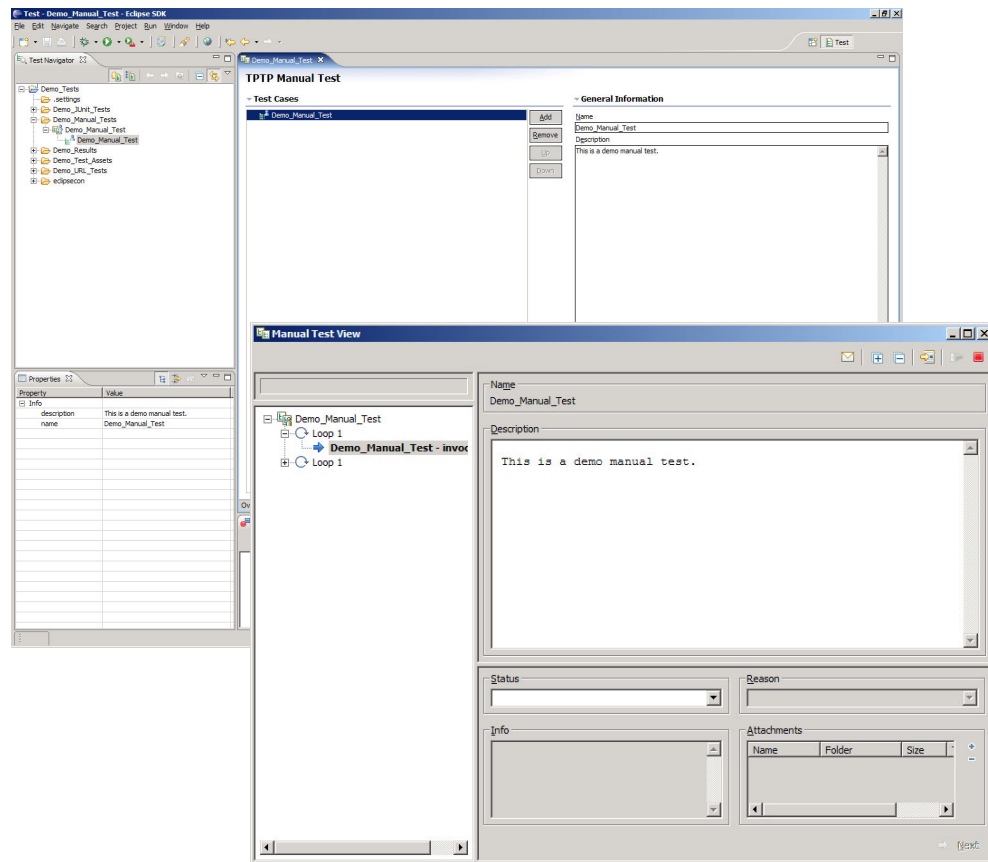 Test - Demo_Manual_Test - Eclipse SDK
File Edit Navigate Search Project Run Window Help
Test
Test Navigator
Demo_Tests
.settings
Demo_JUnit_Tests
Demo_Manual_Tests
Demo_Manual_Test
Demo_Manual_Test
Demo_Results
Demo_Test_Assets
Demo_URL_Tests
eclipsecon
Demo_Manual_Test
TPTP Manual Test
Test Cases
Demo_Manual_Test
Add
Remove
Up
Down
General Information
Name
Demo_Manual_Test
Description
This is a demo manual test.
Properties
Property Value
Info
description This is a demo manual test.
name Demo_Manual_Test
Ov
Manual Test View
Demo_Manual_Test
Loop 1
Demo_Manual_Test - invoc
Loop 1
Name
Demo_Manual_Test
Description
This is a demo manual test.
Status
Reason
Info
Attachments
Name Folder Size
Next